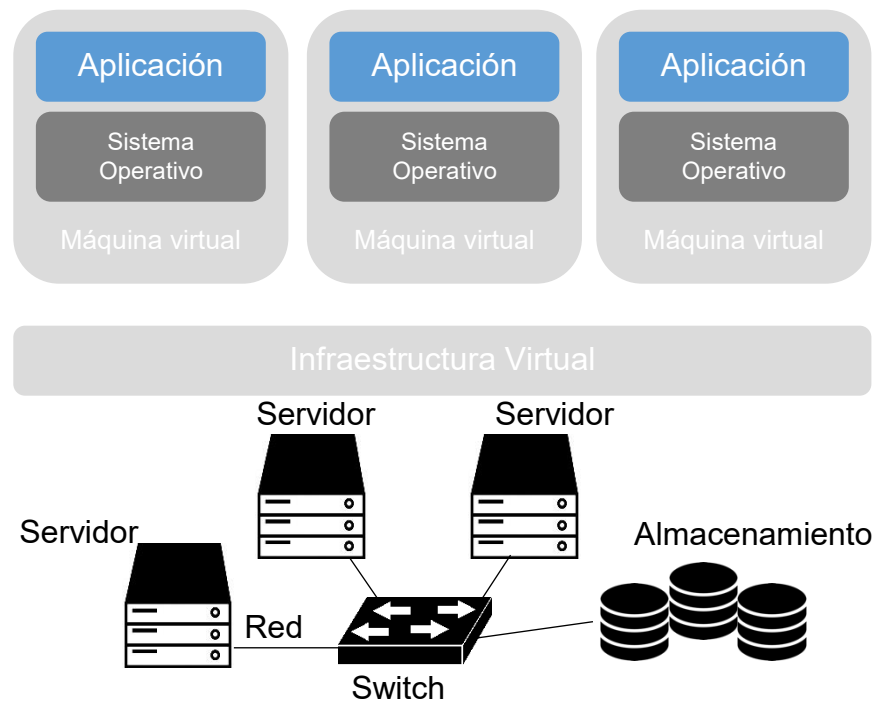 Aplicación
Aplicación
Aplicación
Sistema
Operativo
Sistema
Operativo
Sistema
Operativo
Máquina virtual
Máquina virtual
Máquina virtual
Infraestructura Virtual
Servidor
Servidor
Servidor
Almacenamiento
Red
Switch